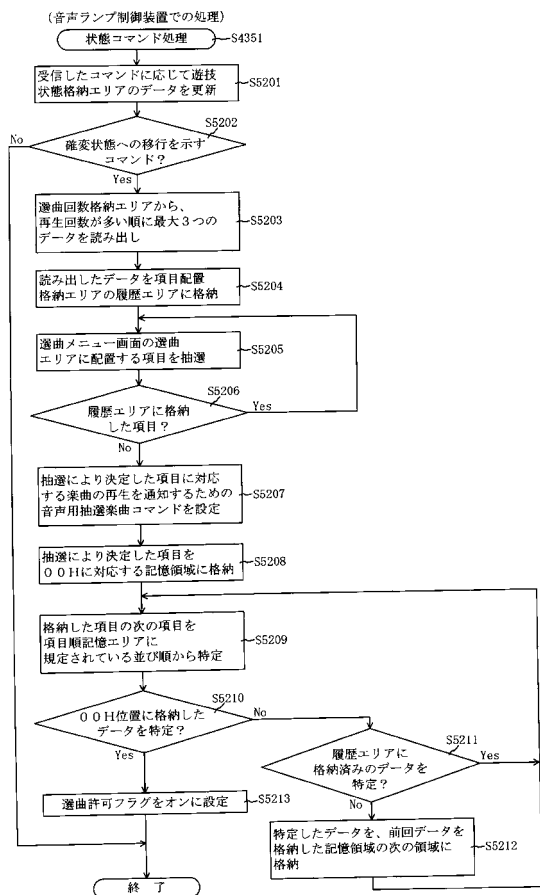 (音声ランプ制御装置での処理)
状態コマンド処理
S4351
受信したコマンドに応じて遊技
状態格納エリアのデータを更新
S5201
S5202
No
確変状態への移行を示す
コマンド？
Yes
選曲回数格納エリアから、
再生回数が多い順に最大3つの
データを読み出し
S5203
読み出したデータを項目配置
格納エリアの履歴エリアに格納
S5204
選曲メニュー画面の選曲
エリアに配置する項目を抽選
S5205
S5206
履歴エリアに格納
した項目？
Yes
No
抽選により決定した項目に対応
する楽曲の再生を通知するための
音声用抽選楽曲コマンドを設定
S5207
抽選により決定した項目を
００Hに対応する記憶領域に格納
S5208
格納した項目の次の項目を
項目順記憶エリアに
規定されている並び順から特定
S5209
S5210
００H位置に格納した
データを特定？
No
Yes
S5211
履歴エリアに
格納済みのデータを
特定？
Yes
No
選曲許可フラグをオンに設定
S5213
特定したデータを、前回データを
格納した記憶領域の次の領域に
格納
S5212
終了